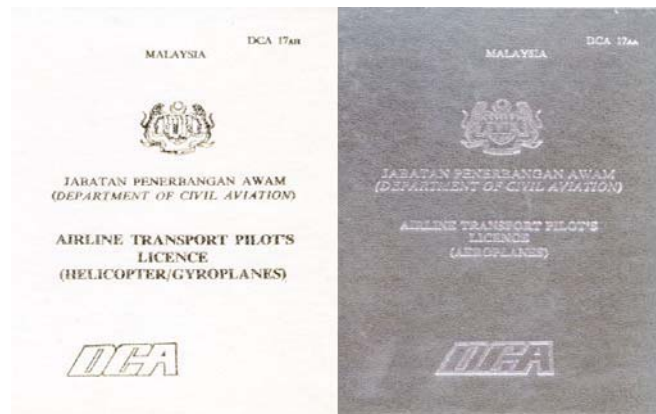 DCA 17AH
MALAYSIA
JABATAN PENERBANGAN AWAM
(DEPARTMENT OF CIVIL AVIATION)
AIRLINE TRANSPORT PILOT'S
LICENCE
(HELICOPTER/GYROPLANES)
DCA
DCA 17AA
MALAYSIA
JABATAN PENERBANGAN AWAM
(DEPARTMENT OF CIVIL AVIATION)
AIRLINE TRANSPORT PILOT'S
LICENCE
(AEROPLANES)
DCA